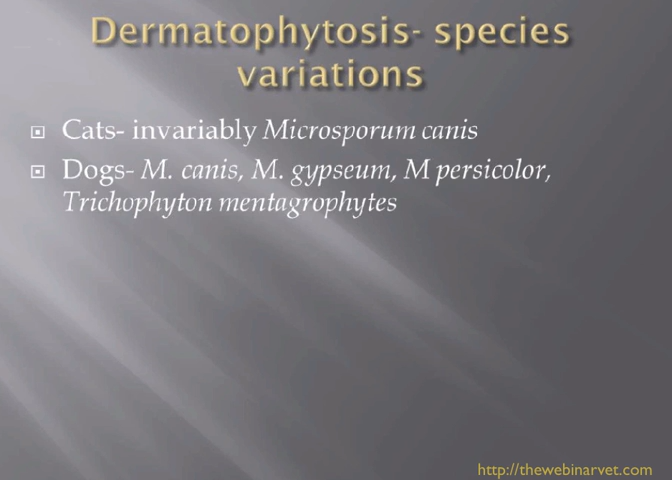 Dermatophytosis- species
variations
Cats- invariably Microsporum canis
Dogs- M. canis, M. gypseum, M persicolor,
Trichophyton mentagrophytes
http://thewebinarvet.com